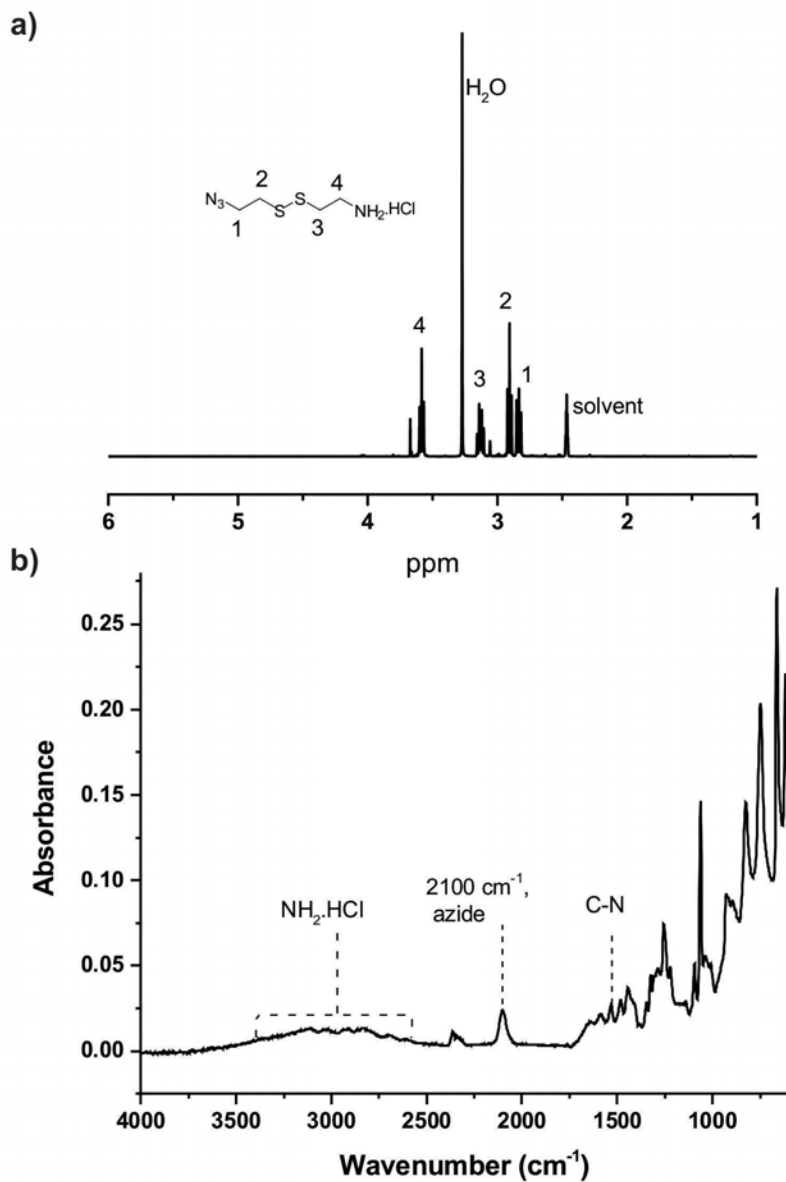 a)
H₂O
2
4
N₃
S
S
NH₂.HCl
1
3
4
2
3
1
solvent
6 5 4 3 2 1
ppm
b)
0.25
0.20
0.15
0.10
0.05
0.00
Absorbance
NH₂.HCl
2100 cm⁻¹,
azide
C-N
4000 3500 3000 2500 2000 1500 1000
Wavenumber (cm⁻¹)